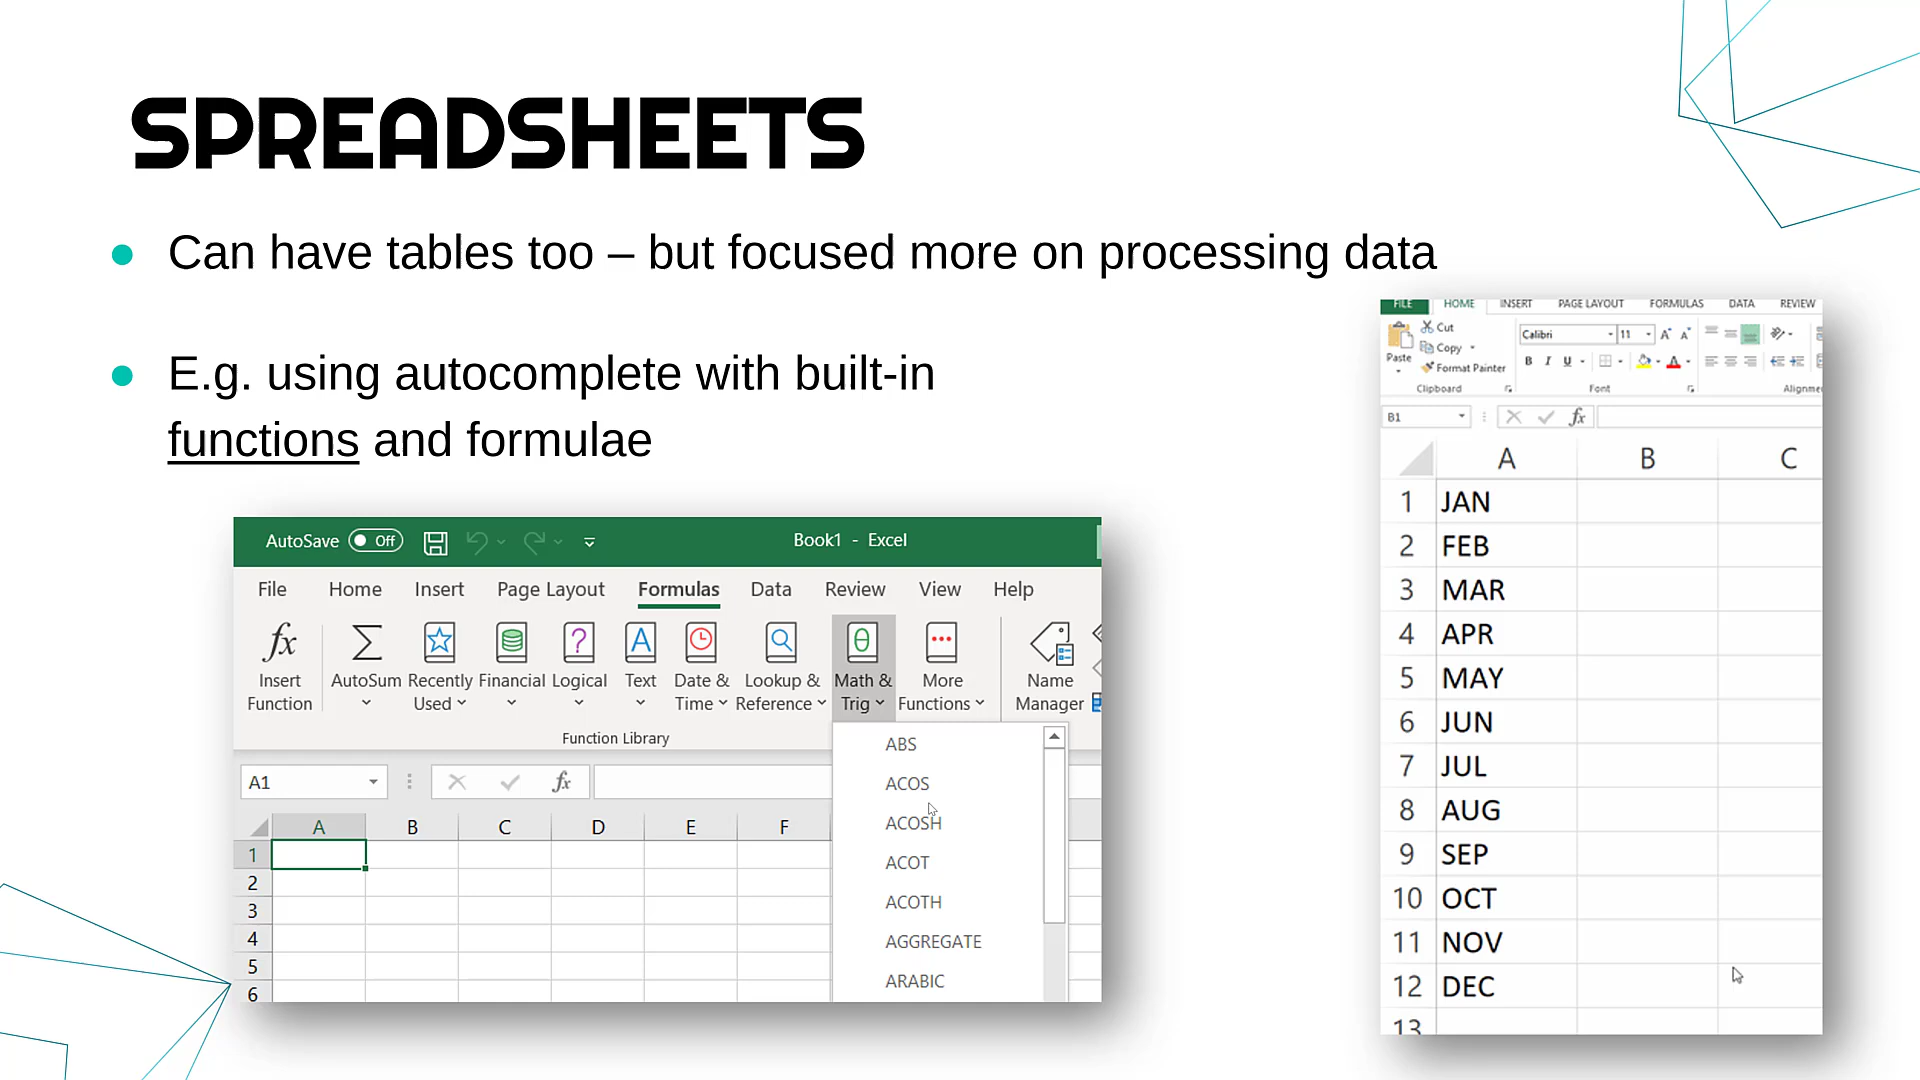 SPREADSHEETS
Can have tables too – but focused more on processing data
E.g. using autocomplete with built-in
functions and formulae
AutoSave Off Book1 - Excel
File Home Insert Page Layout Formulas Data Review View Help
fx
Insert Function
AutoSum
Recently Used
Financial
Logical
Text
Date & Time
Lookup & Reference
Math & Trig
More Functions
Name Manager
Function Library
A1 fx
A B C D E F
1
2
3
4
5
6
ABS
ACOS
ACOSH
ACOT
ACOTH
AGGREGATE
ARABIC
FILE HOME INSERT PAGE LAYOUT FORMULAS DATA REVIEW
Paste
Cut
Copy
Format Painter
Calibri 11 A A
B I U A
Clipboard Font
B1 fx
A B C
1 JAN
2 FEB
3 MAR
4 APR
5 MAY
6 JUN
7 JUL
8 AUG
9 SEP
10 OCT
11 NOV
12 DEC
13